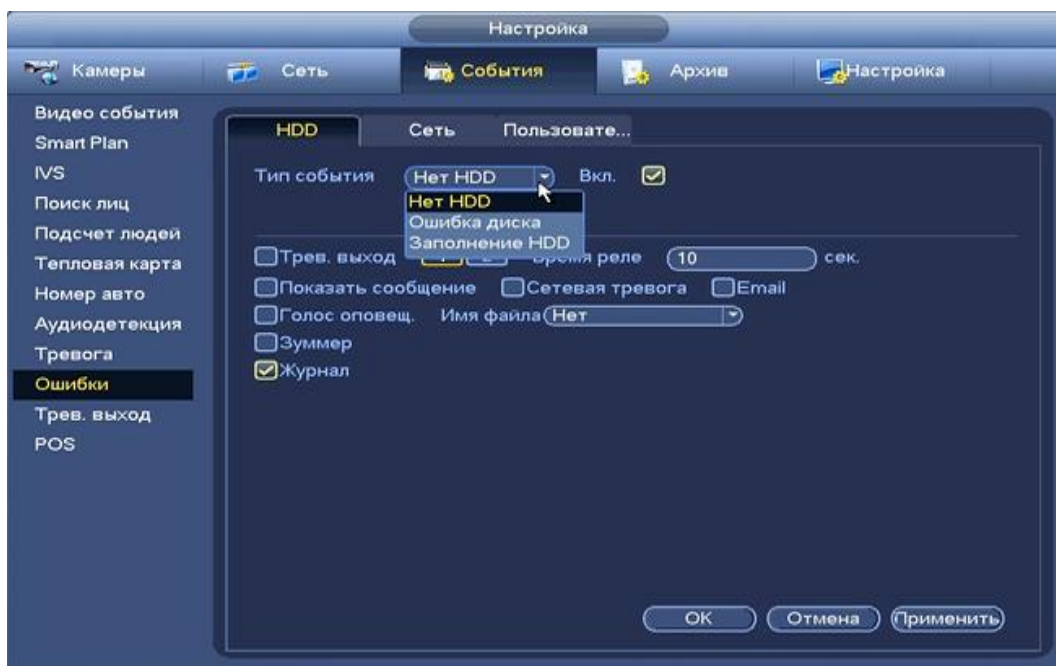 Настройка
Камеры Сеть События Архив Настройка
Видео события
Smart Plan
IVS
Поиск лиц
Подсчет людей
Тепловая карта
Номер авто
Аудиодетекция
Тревога
Ошибки
Трев. выход
POS
HDD Сеть Пользовате...
Тип события Нет HDD Вкл.
Нет HDD
Ошибка диска
Заполнение HDD
Трев. выход реле 10 сек.
Показать сообщение Сетевая тревога Email
Голос оповещ. Имя файла Нет
Зуммер
Журнал
OK Отмена Применить